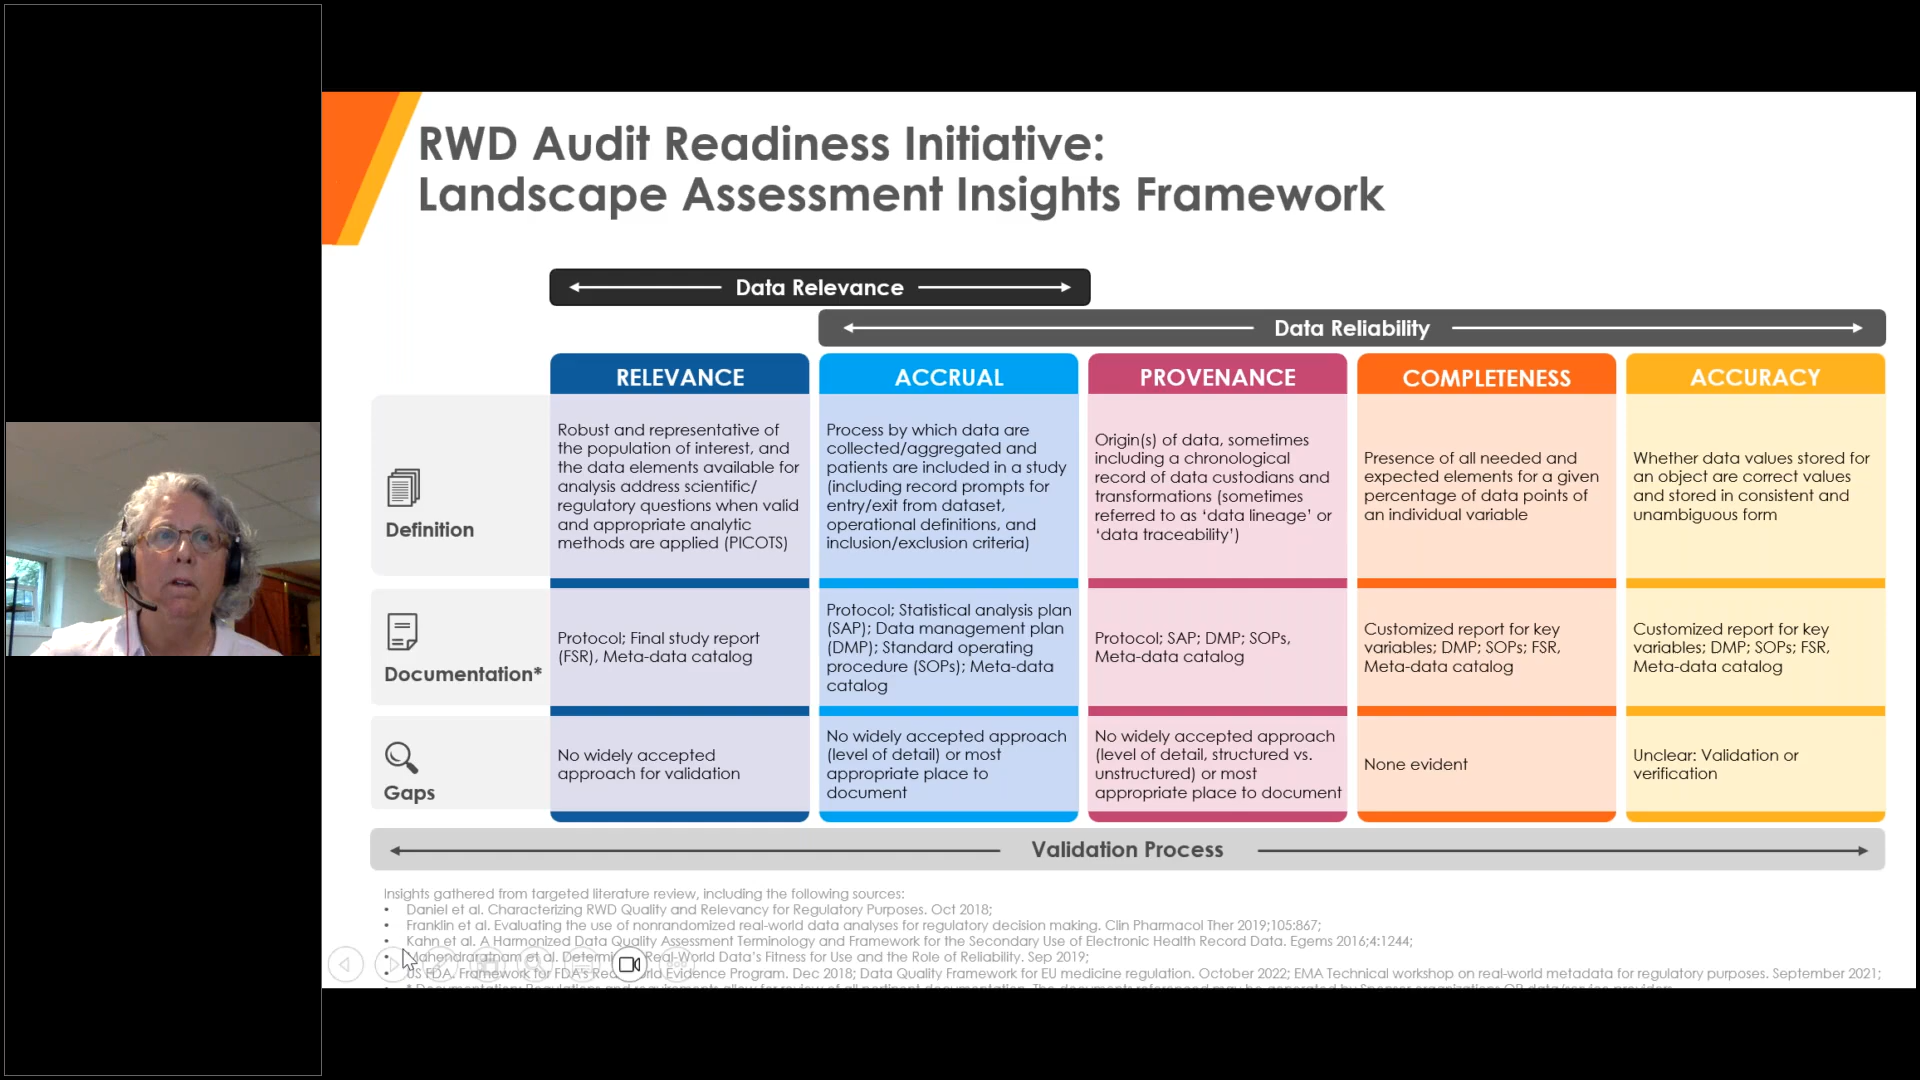 RWD Audit Readiness Initiative:
Landscape Assessment Insights Framework
Data Relevance
Data Reliability
RELEVANCE
ACCRUAL
PROVENANCE
COMPLETENESS
ACCURACY
Definition
Robust and representative of
the population of interest, and
the data elements available for
analysis address scientific/
regulatory questions when valid
and appropriate analytic
methods are applied (PICOTS)
Process by which data are
collected/aggregated and
patients are included in a study
(including record prompts for
entry/exit from dataset,
operational definitions, and
inclusion/exclusion criteria)
Origin(s) of data, sometimes
including a chronological
record of data custodians and
transformations (sometimes
referred to as ‘data lineage’ or
‘data traceability’)
Presence of all needed and
expected elements for a given
percentage of data points of
an individual variable
Whether data values stored for
an object are correct values
and stored in consistent and
unambiguous form
Documentation*
Protocol; Final study report
(FSR), Meta-data catalog
Protocol; Statistical analysis plan
(SAP); Data management plan
(DMP); Standard operating
procedure (SOPs); Meta-data
catalog
Protocol; SAP; DMP; SOPs,
Meta-data catalog
Customized report for key
variables; DMP; SOPs; FSR,
Meta-data catalog
Customized report for key
variables; DMP; SOPs; FSR,
Meta-data catalog
Gaps
No widely accepted
approach for validation
No widely accepted approach
(level of detail) or most
appropriate place to
document
No widely accepted approach
(level of detail, structured vs.
unstructured) or most
appropriate place to document
None evident
Unclear: Validation or
verification
Validation Process
Insights gathered from targeted literature review, including the following sources:
• Daniel et al. Characterizing RWD Quality and Relevancy for Regulatory Purposes. Oct 2018;
• Franklin et al. Evaluating the use of nonrandomized real-world data analyses for regulatory decision making. Clin Pharmacol Ther 2019;105:867;
• Kahn et al. A Harmonized Data Quality Assessment Terminology and Framework for the Secondary Use of Electronic Health Record Data. Egems 2016;4:1244;
• Mahendraratnam et al. Determi Real-World Data’s Fitness for Use and the Role of Reliability. Sep 2019;
• US FDA. Framework for FDA’s Real World Evidence Program. Dec 2018; Data Quality Framework for EU medicine regulation. October 2022; EMA Technical workshop on real-world metadata for regulatory purposes. September 2021;